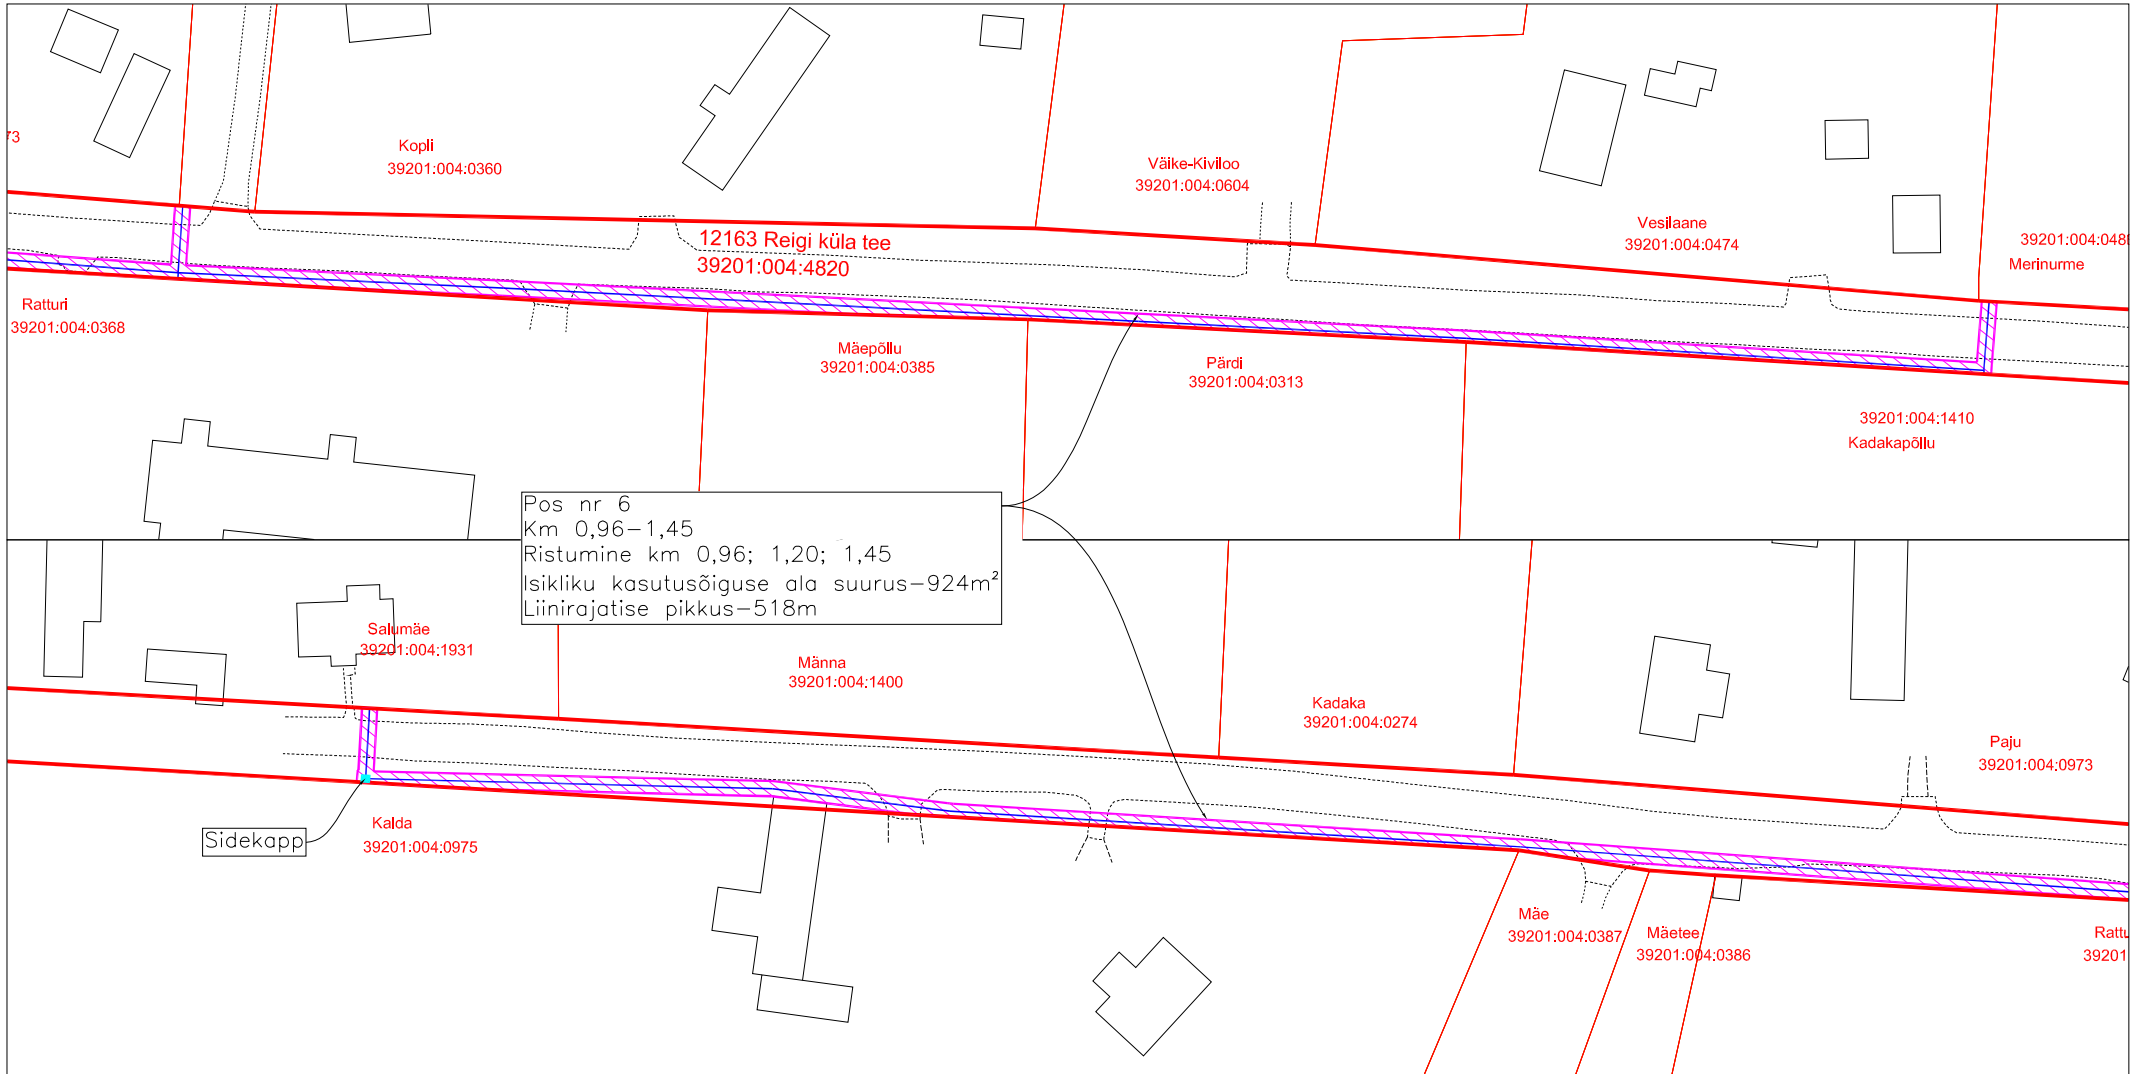 73
Kopli
39201:004:0360
Väike-Kiviloo
39201:004:0604
Vesilaane
39201:004:0474
39201:004:048
Merinurme
12163 Reigi küla tee
39201:004:4820
Ratturi
39201:004:0368
Mäepõllu
39201:004:0385
Pärdi
39201:004:0313
39201:004:1410
Kadakapõllu
Pos nr 6
Km 0,96-1,45
Ristumine km 0,96; 1,20; 1,45
Isikliku kasutusõiguse ala suurus-924m²
Liinirajatise pikkus-518m
Salumäe
39201:004:1931
Männa
39201:004:1400
Kadaka
39201:004:0274
Paju
39201:004:0973
Sidekapp
Kalda
39201:004:0975
Mäe
39201:004:0387
Mäetee
39201:004:0386
Rattu
39201